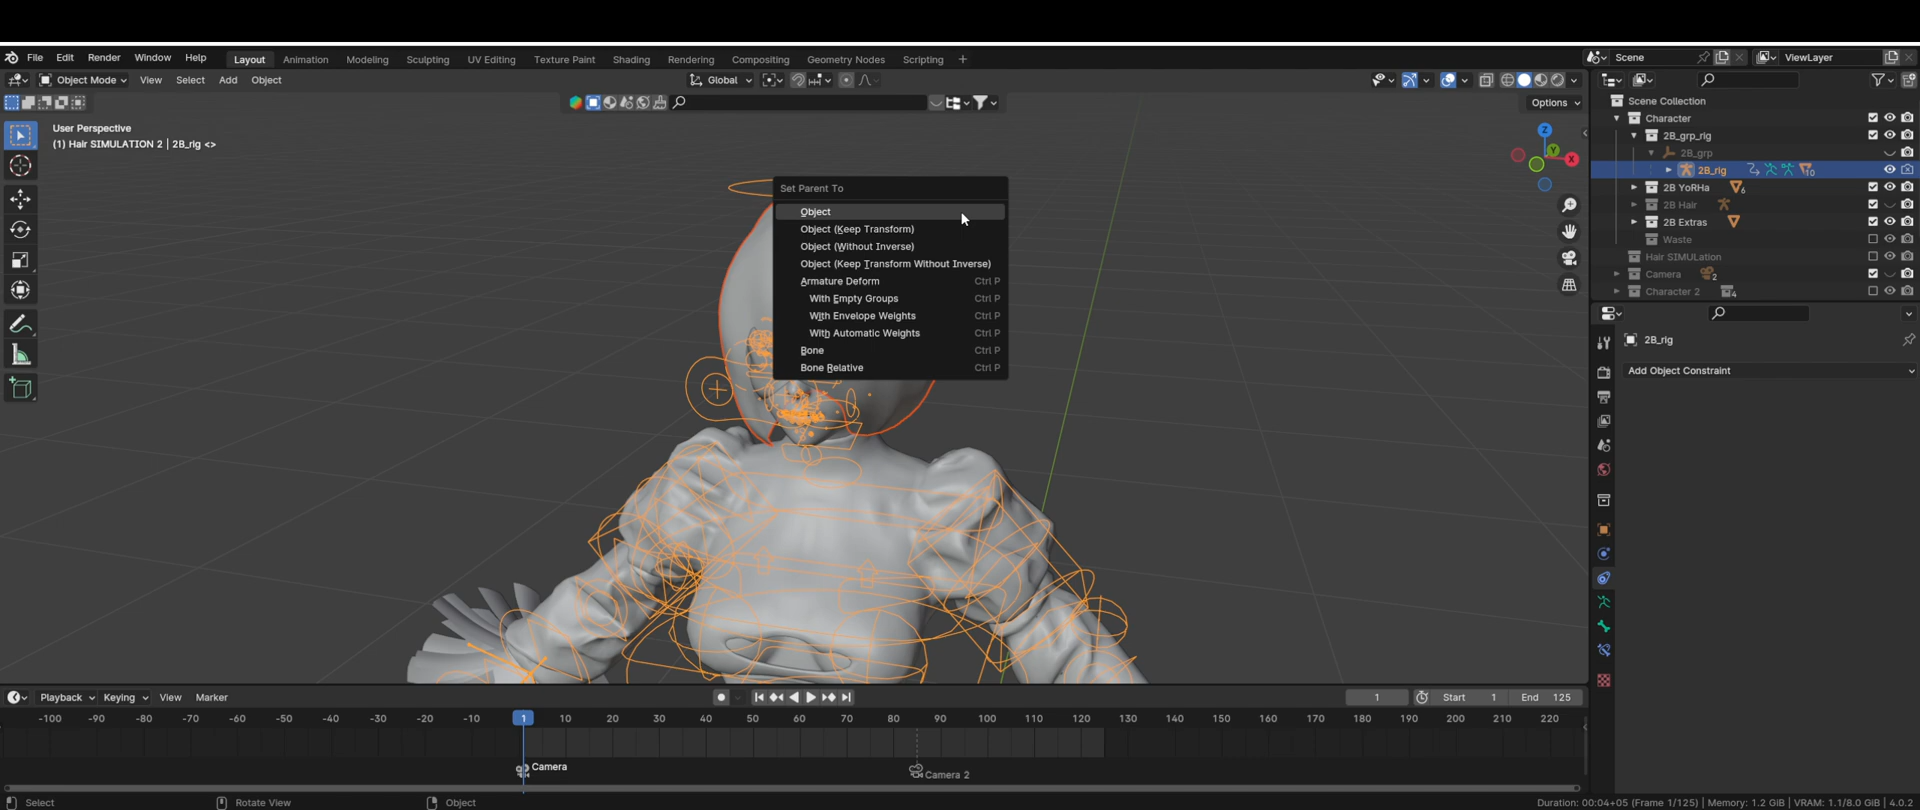 File Edit Render Window Help Layout Animation Modeling Sculpting UV Editing Texture Paint Shading Rendering Compositing Geometry Nodes Scripting + Scene ViewLayer
Object Mode View Select Add Object Global
Options
User Perspective
(1) Hair SIMULATION 2 | 2B_rig <>
Z
Y
X
Set Parent To
Object
Object (Keep Transform)
Object (Without Inverse)
Object (Keep Transform Without Inverse)
Armature Deform Ctrl P
With Empty Groups Ctrl P
With Envelope Weights Ctrl P
With Automatic Weights Ctrl P
Bone Ctrl P
Bone Relative Ctrl P
Scene Collection
Character
2B_grp_rig
2B_grp
2B_rig 10
2B YoRHa 6
2B Hair
2B Extras
Waste
Hair SIMULation
Camera 2
Character 2 4
2B_rig
Add Object Constraint
Playback Keying View Marker 1 Start 1 End 125
-100 -90 -80 -70 -60 -50 -40 -30 -20 -10 1 10 20 30 40 50 60 70 80 90 100 110 120 130 140 150 160 170 180 190 200 210 220
Camera
Camera 2
Select Rotate View Object Duration: 00:04+05 (Frame 1/125) | Memory: 1.2 GiB | VRAM: 1.1/8.0 GiB | 4.0.2